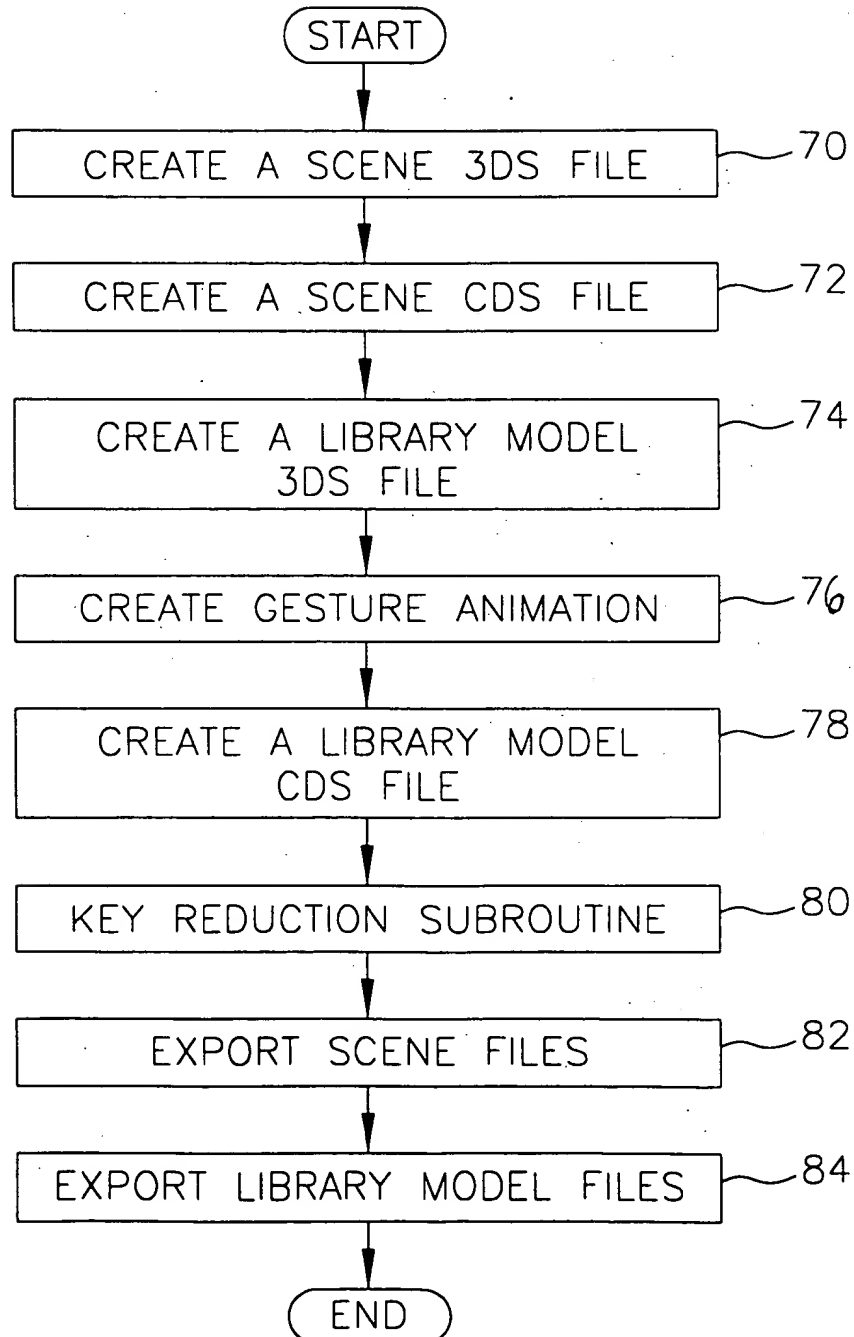 START
CREATE A SCENE 3DS FILE
70
CREATE A SCENE CDS FILE
72
CREATE A LIBRARY MODEL
3DS FILE
74
CREATE GESTURE ANIMATION
76
CREATE A LIBRARY MODEL
CDS FILE
78
KEY REDUCTION SUBROUTINE
80
EXPORT SCENE FILES
82
EXPORT LIBRARY MODEL FILES
84
END